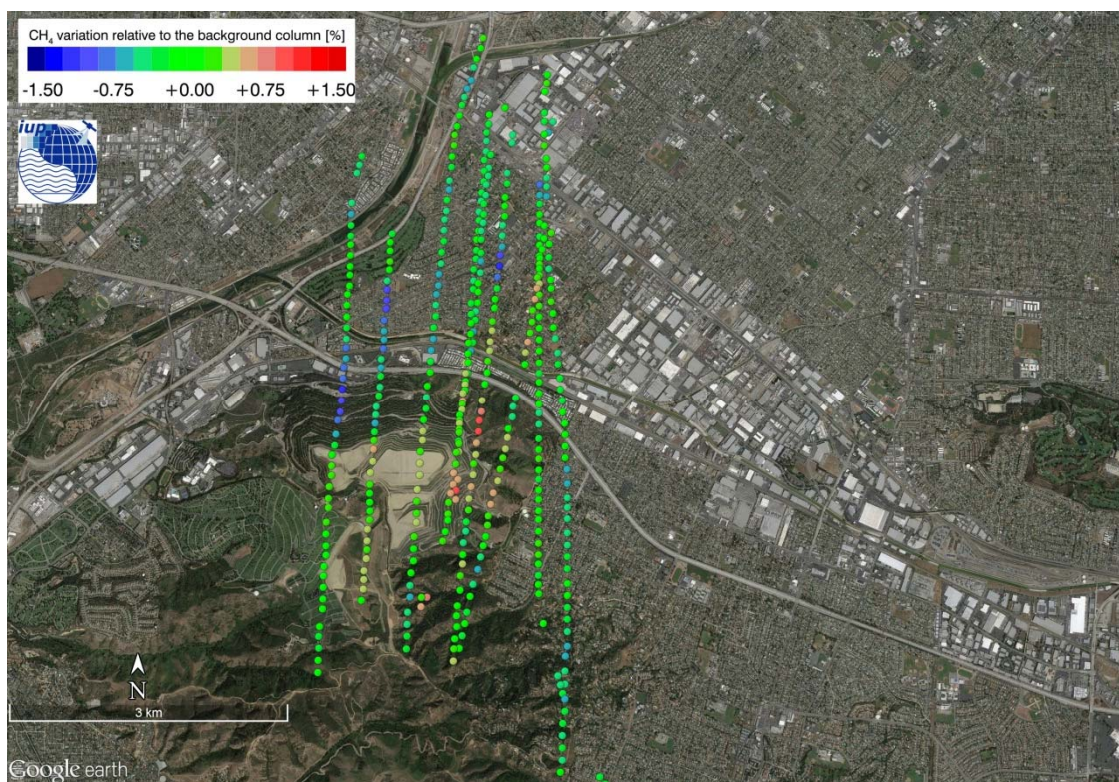 CH₄ variation relative to the background column [%]
-1.50 -0.75 +0.00 +0.75 +1.50
iup
N
3 km
Google earth